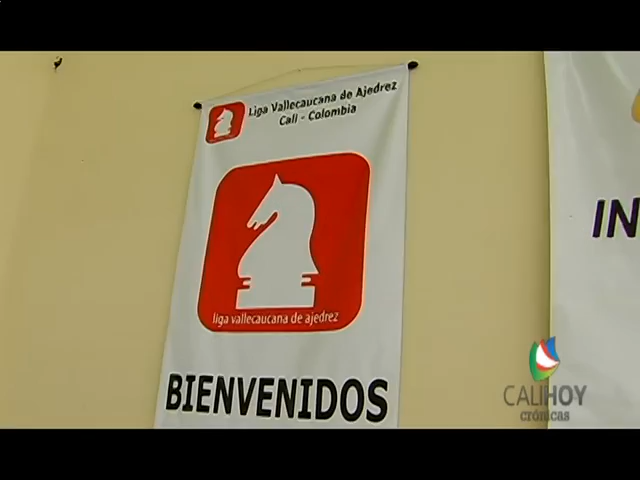 Liga Vallecaucana de Ajedrez
Cali - Colombia
liga vallecaucana de ajedrez
BIENVENIDOS
IN
CALIHOY
crónicas